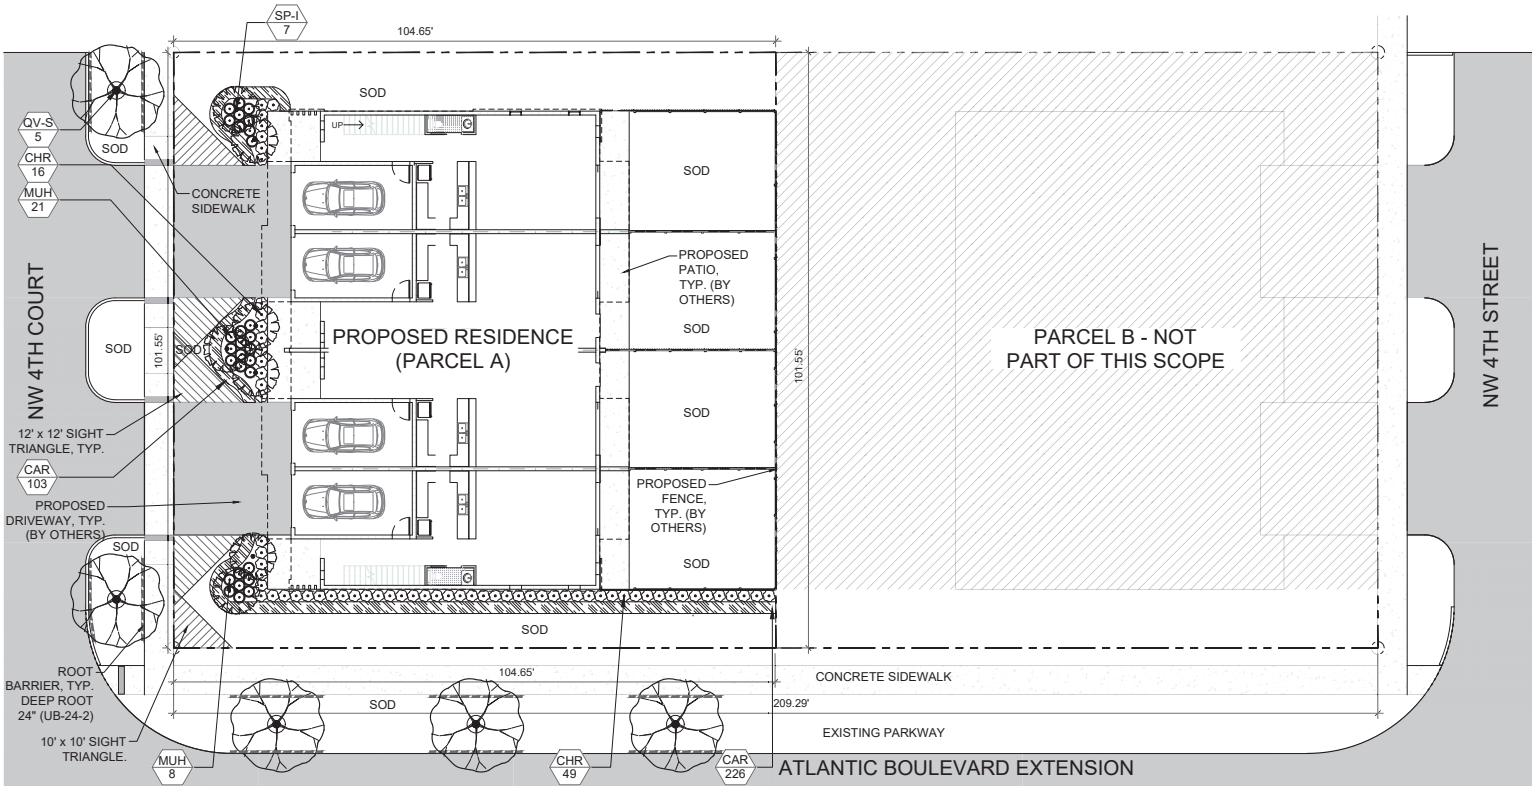 SP-I
7
104.65'
SOD
QV-S
5
SOD
CHR
16
MUH
21
CONCRETE
SIDEWALK
UP
SOD
PROPOSED
PATIO,
TYP. (BY
OTHERS)
SOD
NW 4TH COURT
SOD
101.55'
SOD
PROPOSED RESIDENCE
(PARCEL A)
101.55'
PARCEL B - NOT
PART OF THIS SCOPE
NW 4TH STREET
12' x 12' SIGHT
TRIANGLE, TYP.
SOD
CAR
103
PROPOSED
DRIVEWAY, TYP.
(BY OTHERS)
PROPOSED
FENCE,
TYP. (BY
OTHERS)
SOD
SOD
SOD
ROOT
BARRIER, TYP.
DEEP ROOT
24" (UB-24-2)
104.65'
CONCRETE SIDEWALK
SOD
209.29'
10' x 10' SIGHT
TRIANGLE.
EXISTING PARKWAY
MUH
8
CHR
49
CAR
226
ATLANTIC BOULEVARD EXTENSION